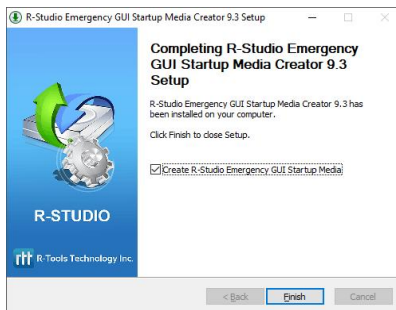 R-Studio Emergency GUI Startup Media Creator 9.3 Setup
Completing R-Studio Emergency
GUI Startup Media Creator 9.3
Setup
R-Studio Emergency GUI Startup Media Creator 9.3 has
been installed on your computer.
Click Finish to close Setup.
Create R-Studio Emergency GUI Startup Media
R-STUDIO
rtt R-Tools Technology Inc.
< Back
Finish
Cancel